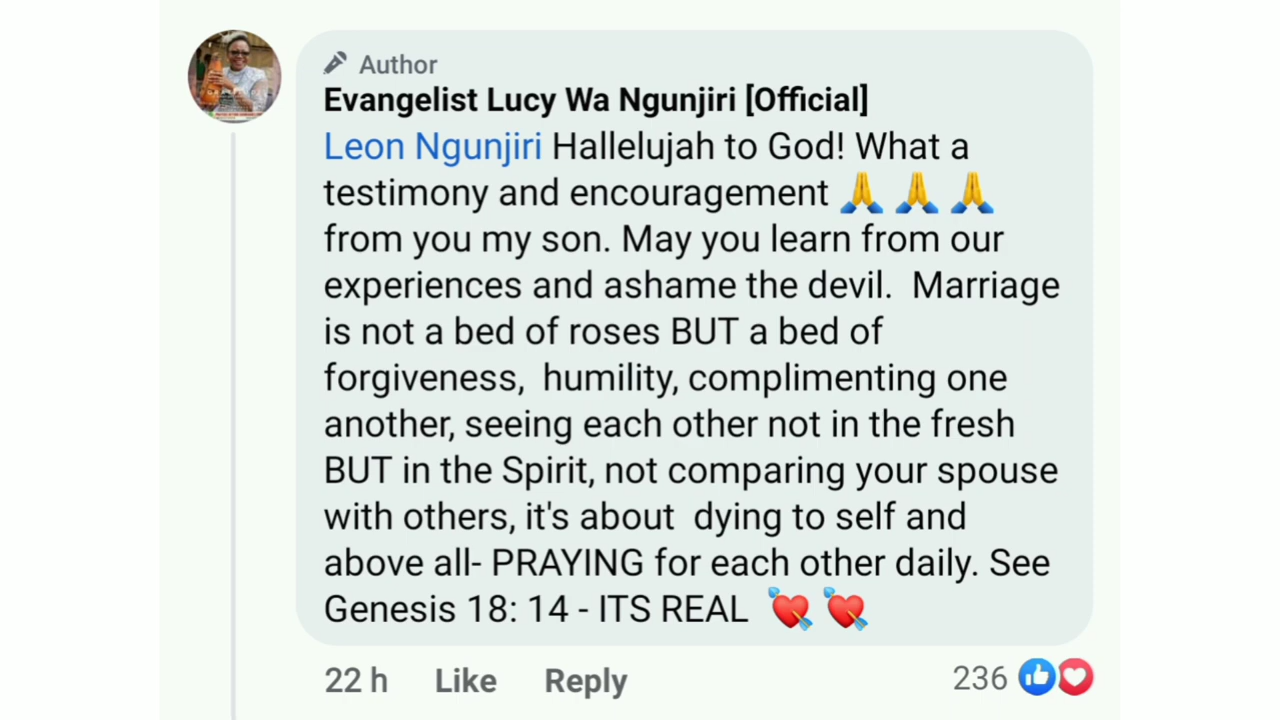 Author
Evangelist Lucy Wa Ngunjiri [Official]
Leon Ngunjiri Hallelujah to God! What a
testimony and encouragement 🙏 🙏 🙏
from you my son. May you learn from our
experiences and ashame the devil.  Marriage
is not a bed of roses BUT a bed of
forgiveness,  humility, complimenting one
another, seeing each other not in the fresh
BUT in the Spirit, not comparing your spouse
with others, it's about  dying to self and
above all- PRAYING for each other daily. See
Genesis 18: 14 - ITS REAL 💘 💘
22 h Like Reply 236